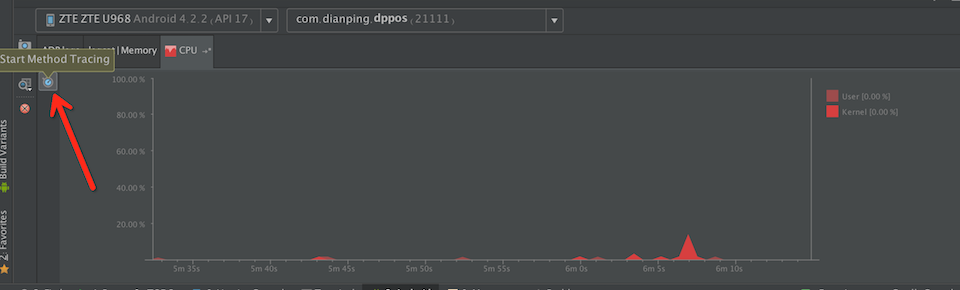 ZTE ZTE U968 Android 4.2.2 (API 17)
com.dianping.dppos (21111)
Memory
CPU
Start Method Tracing
100.00 %
80.00 %
60.00 %
40.00 %
20.00 %
User [0.00 %]
Kernel [0.00 %]
Build Variants
2: Favorites
5m 35s
5m 40s
5m 45s
5m 50s
5m 55s
6m 0s
6m 5s
6m 10s